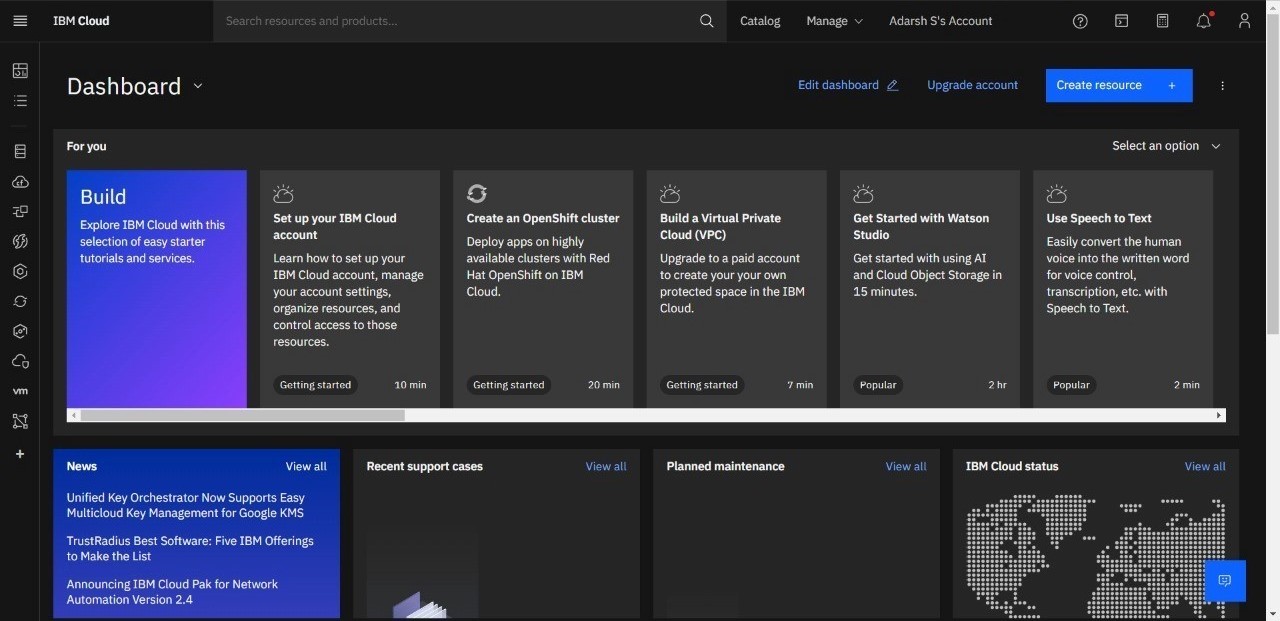 IBM Cloud
Search resources and products...
Catalog
Manage
Adarsh S's Account
Dashboard
Edit dashboard
Upgrade account
Create resource +
For you
Select an option
Build
Explore IBM Cloud with this
selection of easy starter
tutorials and services.
Set up your IBM Cloud
account
Learn how to set up your
IBM Cloud account, manage
your account settings,
organize resources, and
control access to those
resources.
Getting started
10 min
Create an OpenShift cluster
Deploy apps on highly
available clusters with Red
Hat OpenShift on IBM
Cloud.
Getting started
20 min
Build a Virtual Private
Cloud (VPC)
Upgrade to a paid account
to create your your own
protected space in the IBM
Cloud.
Getting started
7 min
Get Started with Watson
Studio
Get started with using AI
and Cloud Object Storage in
15 minutes.
Popular
2 hr
Use Speech to Text
Easily convert the human
voice into the written word
for voice control,
transcription, etc. with
Speech to Text.
Popular
2 min
vm
News
View all
Unified Key Orchestrator Now Supports Easy
Multicloud Key Management for Google KMS
TrustRadius Best Software: Five IBM Offerings
to Make the List
Announcing IBM Cloud Pak for Network
Automation Version 2.4
Recent support cases
View all
Planned maintenance
View all
IBM Cloud status
View all